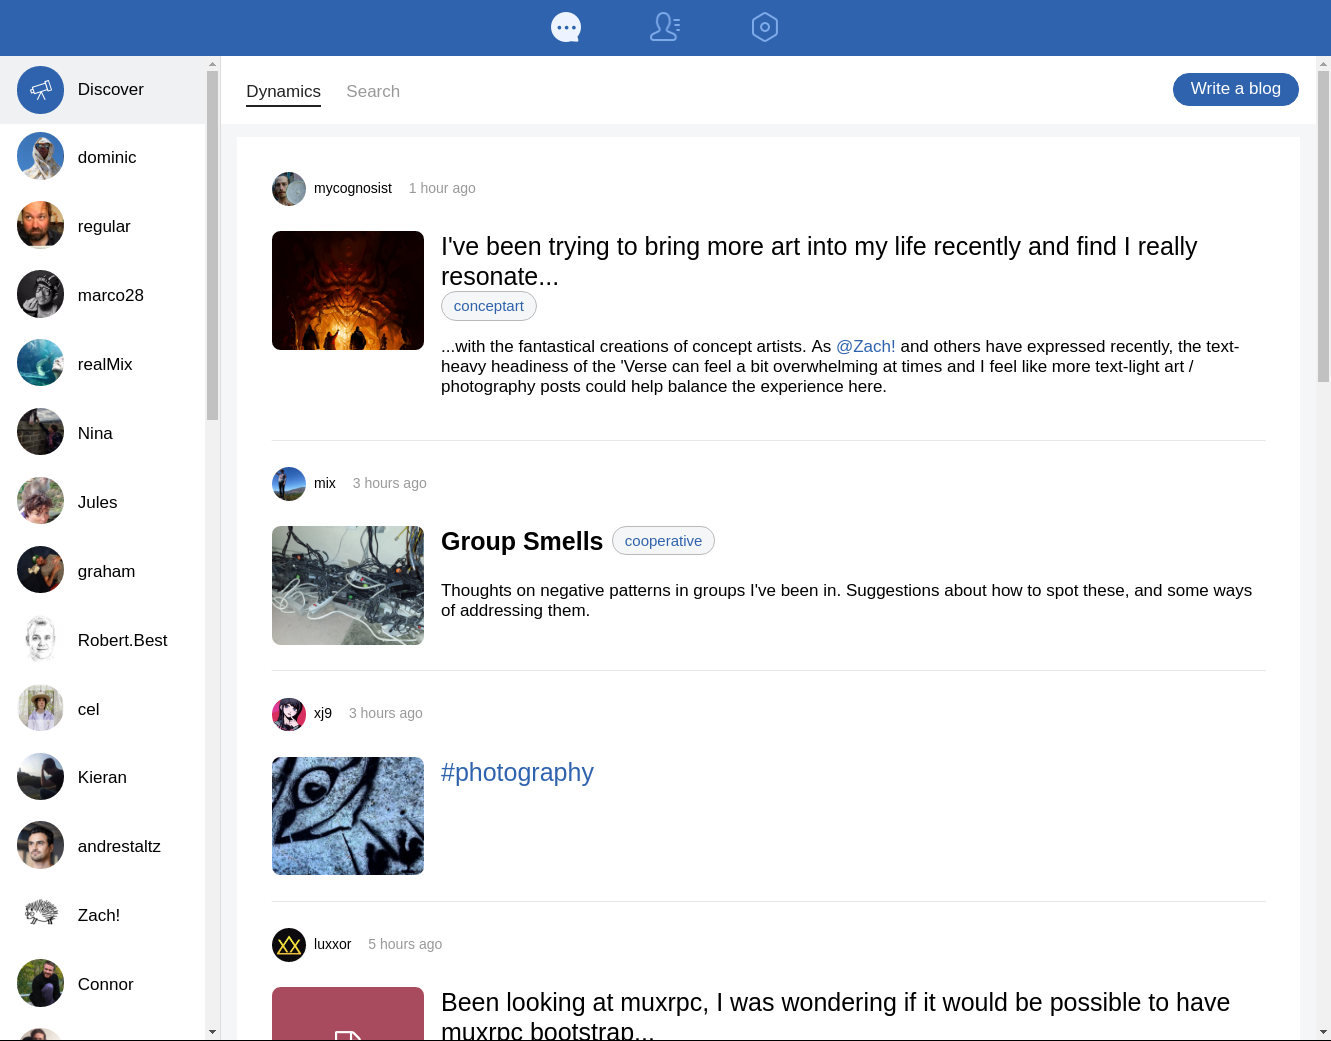 Discover
dominic
regular
marco28
realMix
Nina
Jules
graham
Robert.Best
cel
Kieran
andrestaltz
Zach!
Connor
Dynamics Search Write a blog
mycognosist 1 hour ago
I've been trying to bring more art into my life recently and find I really
resonate...
conceptart
...with the fantastical creations of concept artists. As @Zach! and others have expressed recently, the text-
heavy headiness of the 'Verse can feel a bit overwhelming at times and I feel like more text-light art /
photography posts could help balance the experience here.
mix 3 hours ago
Group Smells cooperative
Thoughts on negative patterns in groups I've been in. Suggestions about how to spot these, and some ways
of addressing them.
xj9 3 hours ago
#photography
luxxor 5 hours ago
Been looking at muxrpc, I was wondering if it would be possible to have
muxrpc bootstrap...